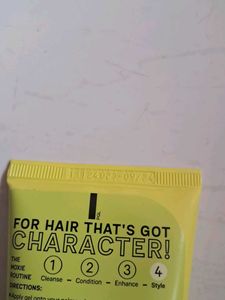 FOR HAIR THAT'S GOT
CHARACTER!
THE
MOXIE
ROUTINE
1 2 3 4
Cleanse – Condition – Enhance – Style
DIRECTIONS: